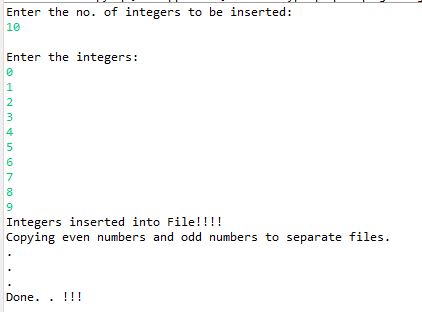 Enter the no. of integers to be inserted:
10
Enter the integers:
0
1
2
3
4
5
6
7
8
9
Integers inserted into File!!!!
Copying even numbers and odd numbers to separate files.
.
.
.
Done. . !!!